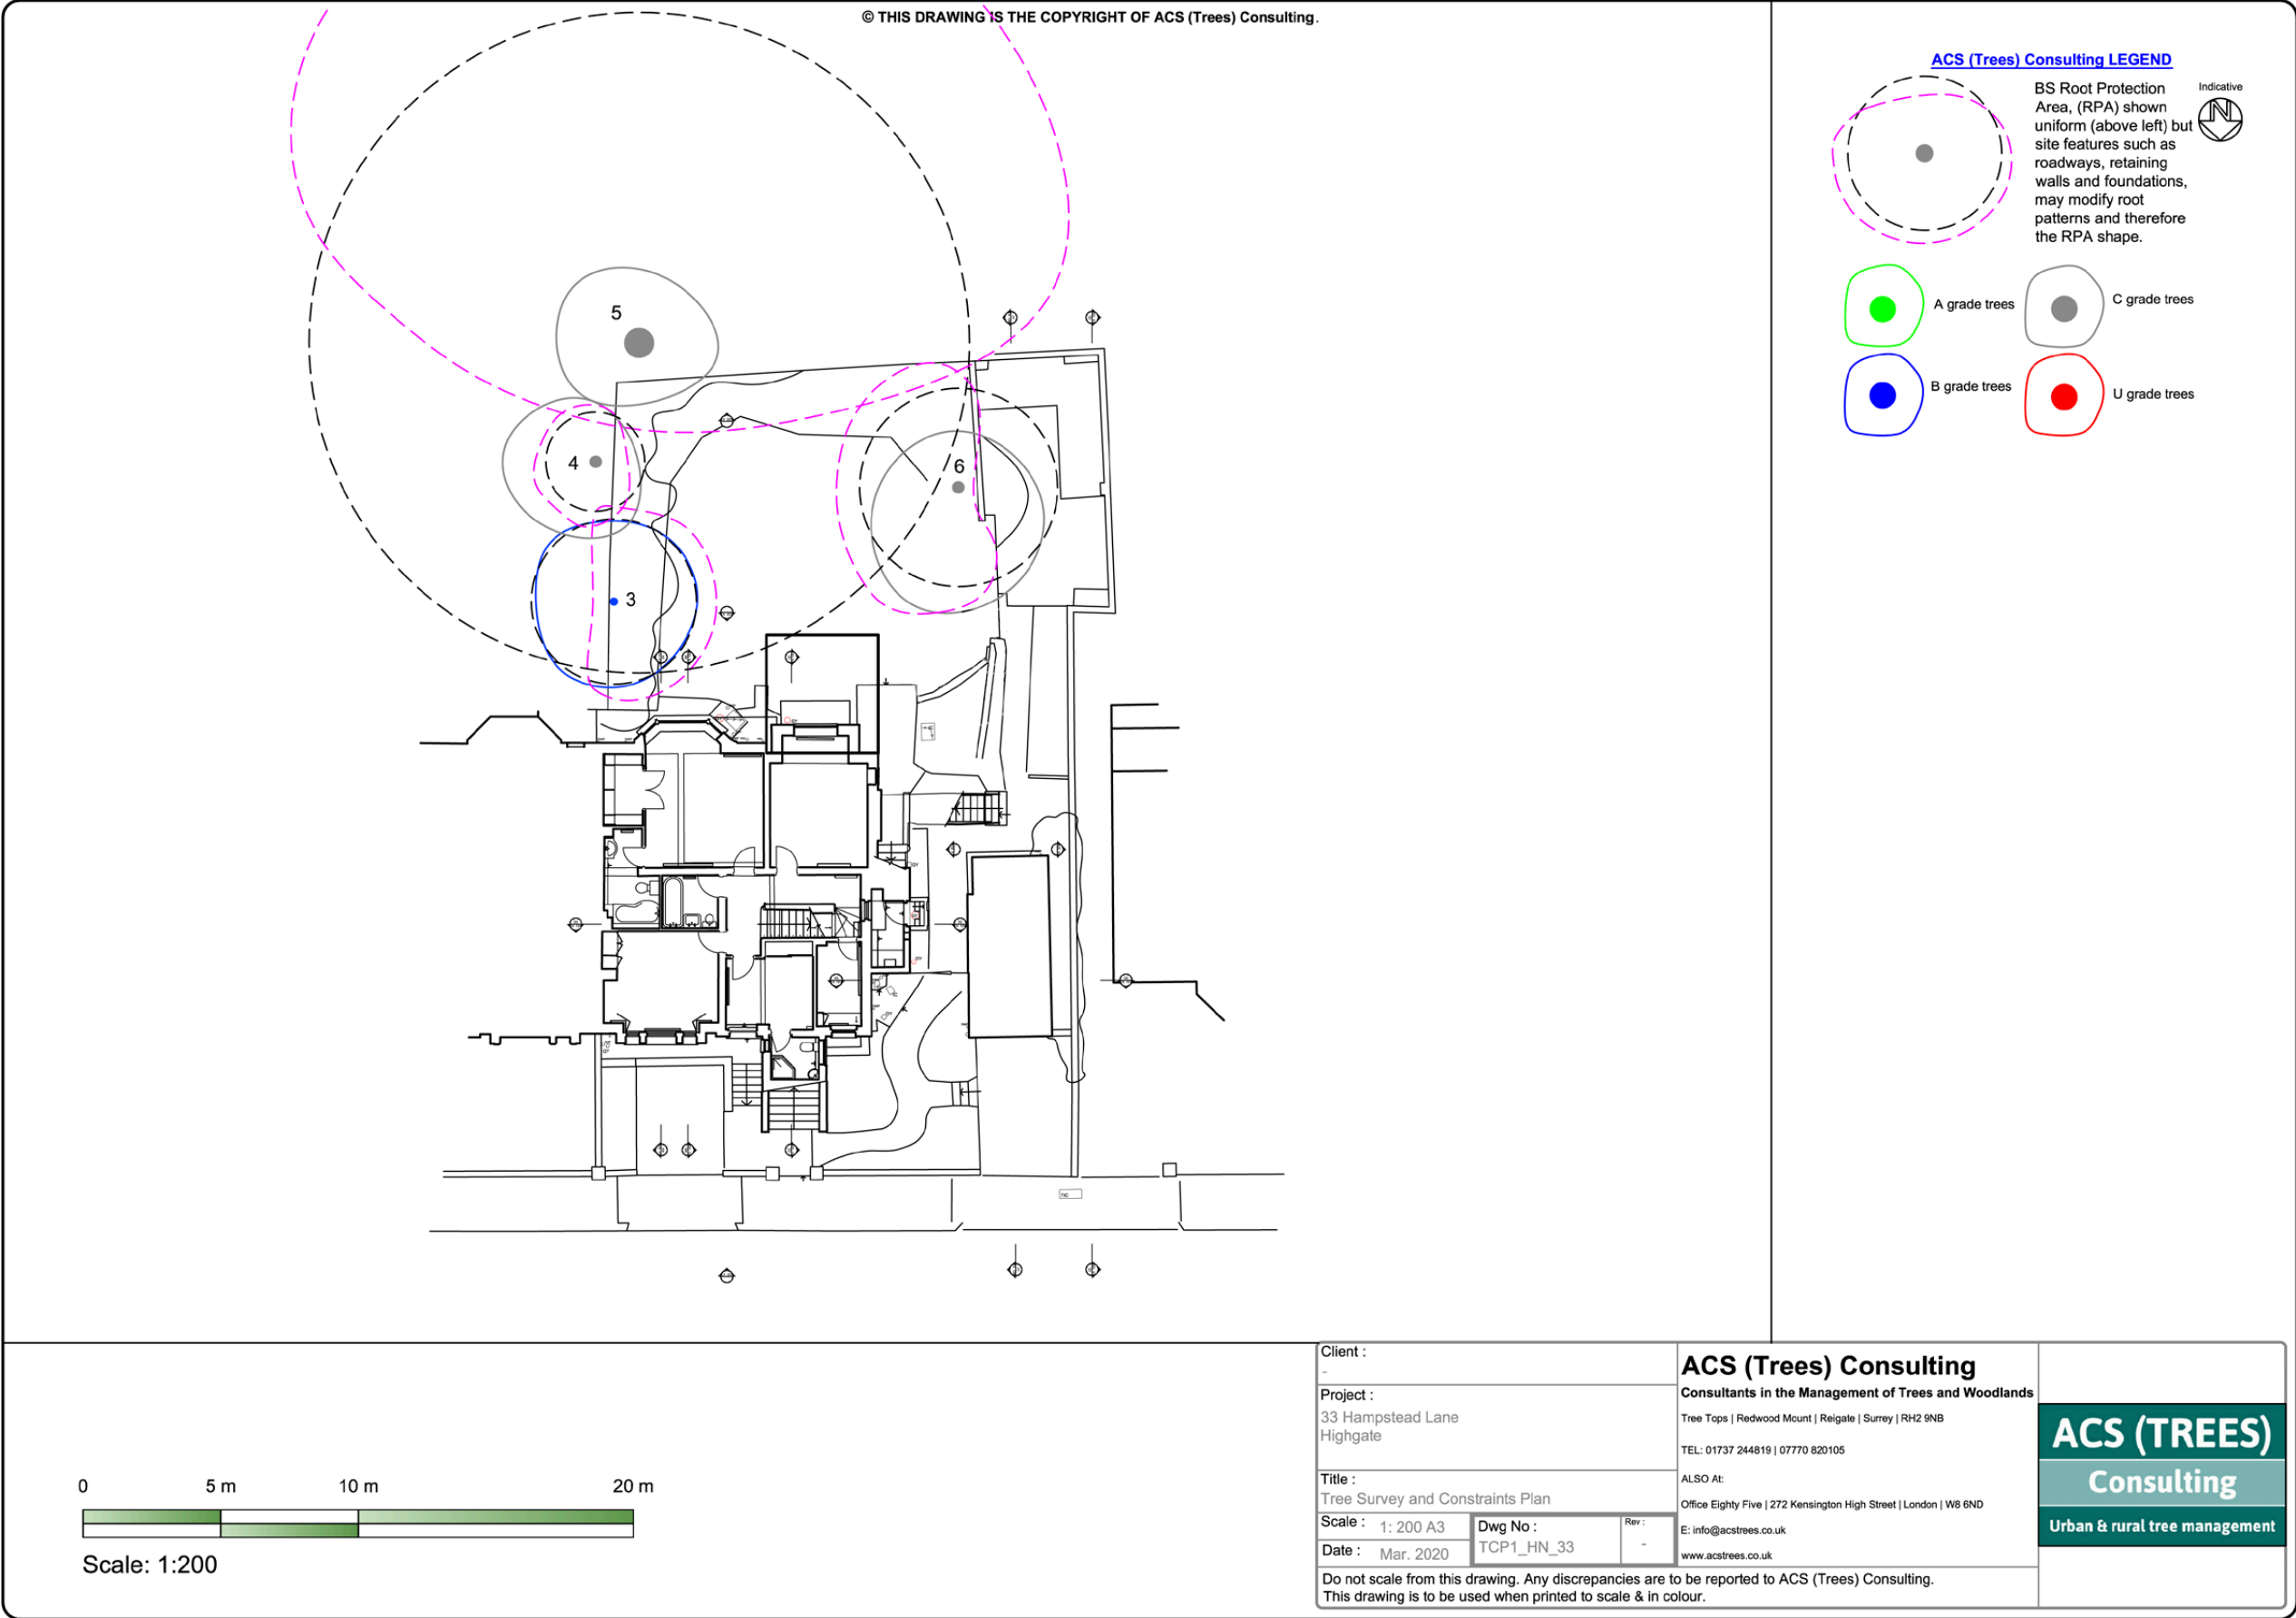 © THIS DRAWING IS THE COPYRIGHT OF ACS (Trees) Consulting.
ACS (Trees) Consulting LEGEND
BS Root Protection
Area, (RPA) shown
uniform (above left) but
site features such as
roadways, retaining
walls and foundations,
may modify root
patterns and therefore
the RPA shape.
Indicative
N
A grade trees
C grade trees
B grade trees
U grade trees
5
4
6
3
0 5 m 10 m 20 m
Scale: 1:200
Client :
-
Project :
33 Hampstead Lane
Highgate
Title :
Tree Survey and Constraints Plan
Scale : 1: 200 A3
Date : Mar. 2020
Dwg No :
TCP1_HN_33
Rev :
-
ACS (Trees) Consulting
Consultants in the Management of Trees and Woodlands
Tree Tops | Redwood Mount | Reigate | Surrey | RH2 9NB
TEL: 01737 244819 | 07770 820105
ALSO At:
Office Eighty Five | 272 Kensington High Street | London | W8 6ND
E: info@acstrees.co.uk
www.acstrees.co.uk
Do not scale from this drawing. Any discrepancies are to be reported to ACS (Trees) Consulting.
This drawing is to be used when printed to scale & in colour.
ACS (TREES)
Consulting
Urban & rural tree management